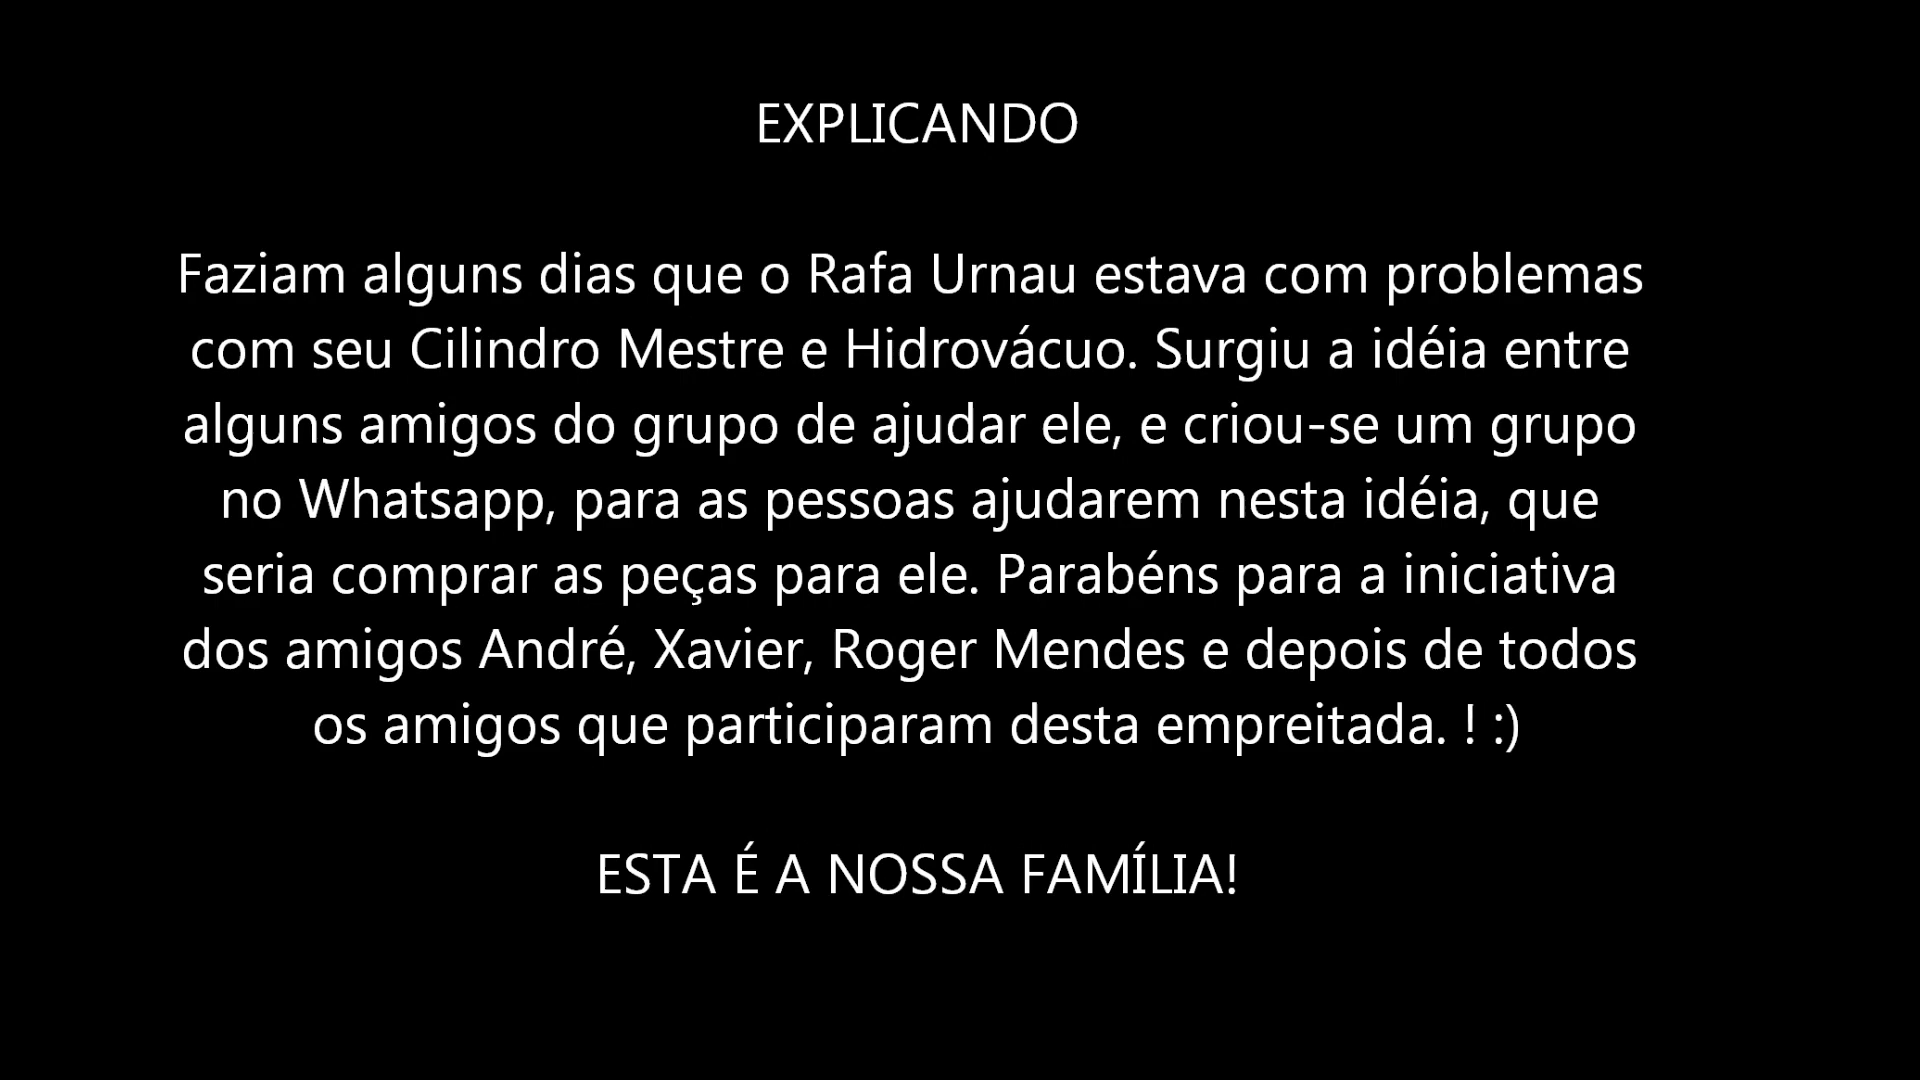 EXPLICANDO
Faziam alguns dias que o Rafa Urnau estava com problemas
com seu Cilindro Mestre e Hidrovácuo. Surgiu a idéia entre
alguns amigos do grupo de ajudar ele, e criou-se um grupo
no Whatsapp, para as pessoas ajudarem nesta idéia, que
seria comprar as peças para ele. Parabéns para a iniciativa
dos amigos André, Xavier, Roger Mendes e depois de todos
os amigos que participaram desta empreitada. ! :)
ESTA É A NOSSA FAMÍLIA!